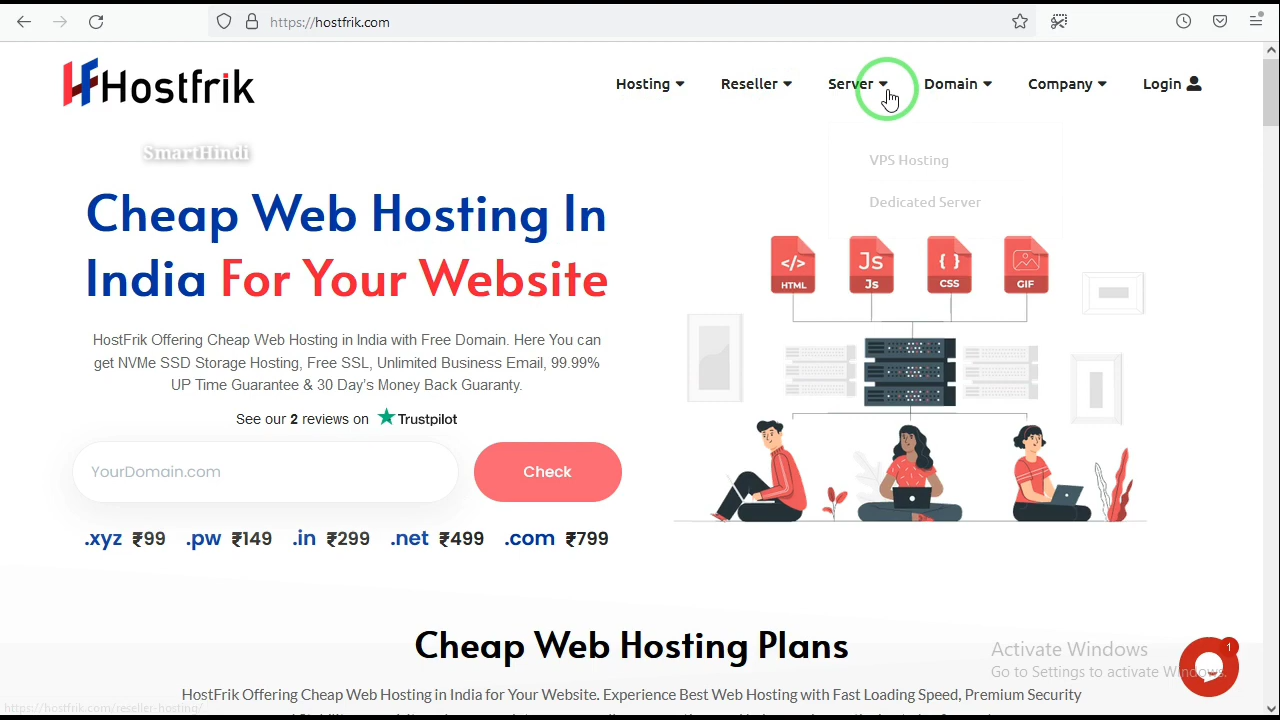 https://hostfrik.com
Hostfrik
Hosting
Reseller
Server
Domain
Company
Login
SmartHindi
VPS Hosting
Dedicated Server
Cheap Web Hosting In
India For Your Website
HostFrik Offering Cheap Web Hosting in India with Free Domain. Here You can
get NVMe SSD Storage Hosting, Free SSL, Unlimited Business Email, 99.99%
UP Time Guarantee & 30 Day's Money Back Guaranty.
See our 2 reviews on Trustpilot
YourDomain.com
Check
.xyz ₹99 .pw ₹149 .in ₹299 .net ₹499 .com ₹799
</> Js { }
HTML Js CSS GIF
Cheap Web Hosting Plans
HostFrik Offering Cheap Web Hosting in India for Your Website. Experience Best Web Hosting with Fast Loading Speed, Premium Security
Activate Windows
Go to Settings to activate Windows.
1
https://hostfrik.com/reseller-hosting/